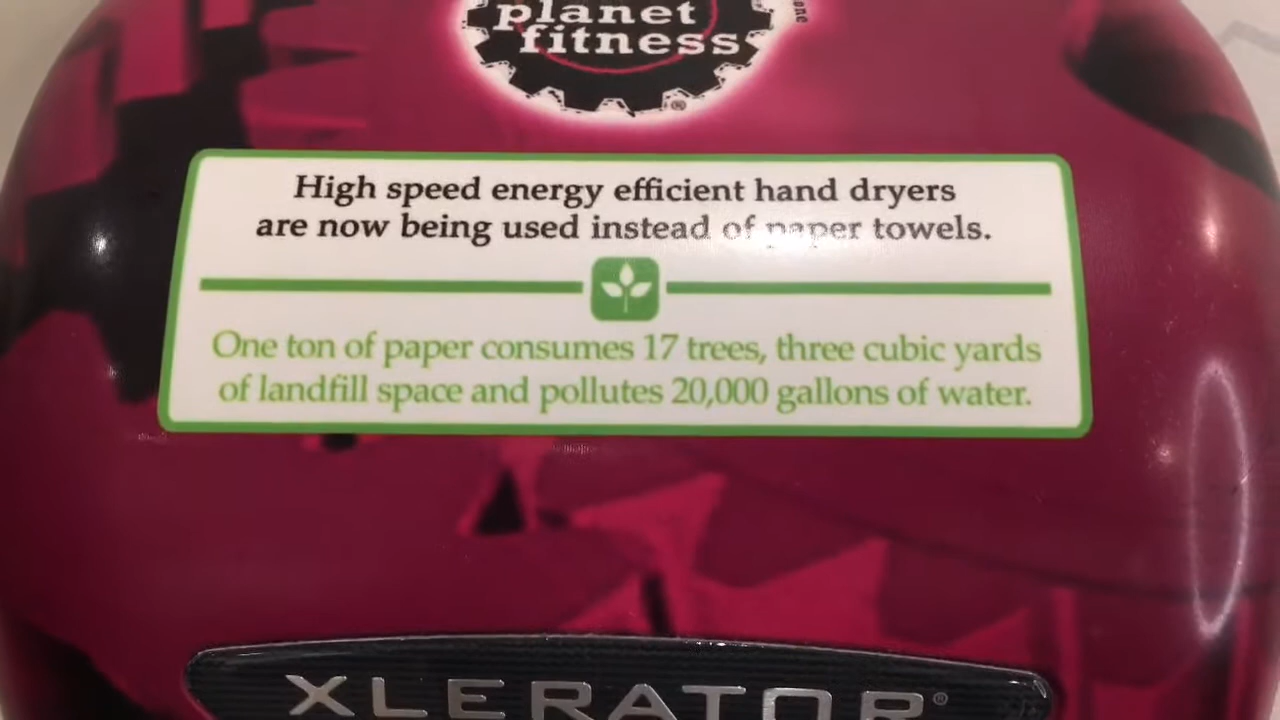 planet
fitness
®
High speed energy efficient hand dryers
are now being used instead of paper towels.
One ton of paper consumes 17 trees, three cubic yards
of landfill space and pollutes 20,000 gallons of water.
XLERATOR®